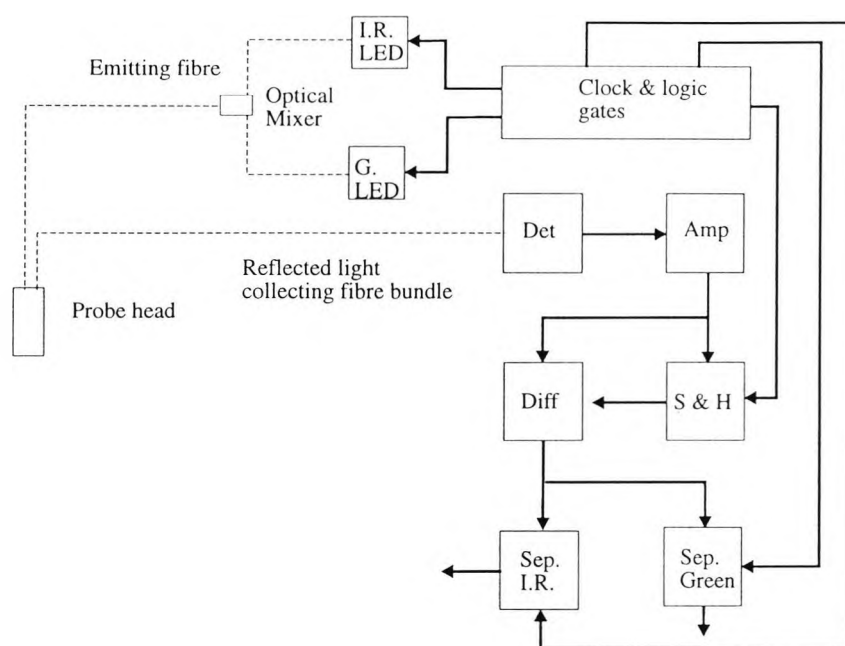 I.R.
LED
Emitting fibre
Optical
Mixer
Clock & logic
gates
G.
LED
Det
Amp
Reflected light
collecting fibre bundle
Probe head
Diff
S & H
Sep.
I.R.
Sep.
Green